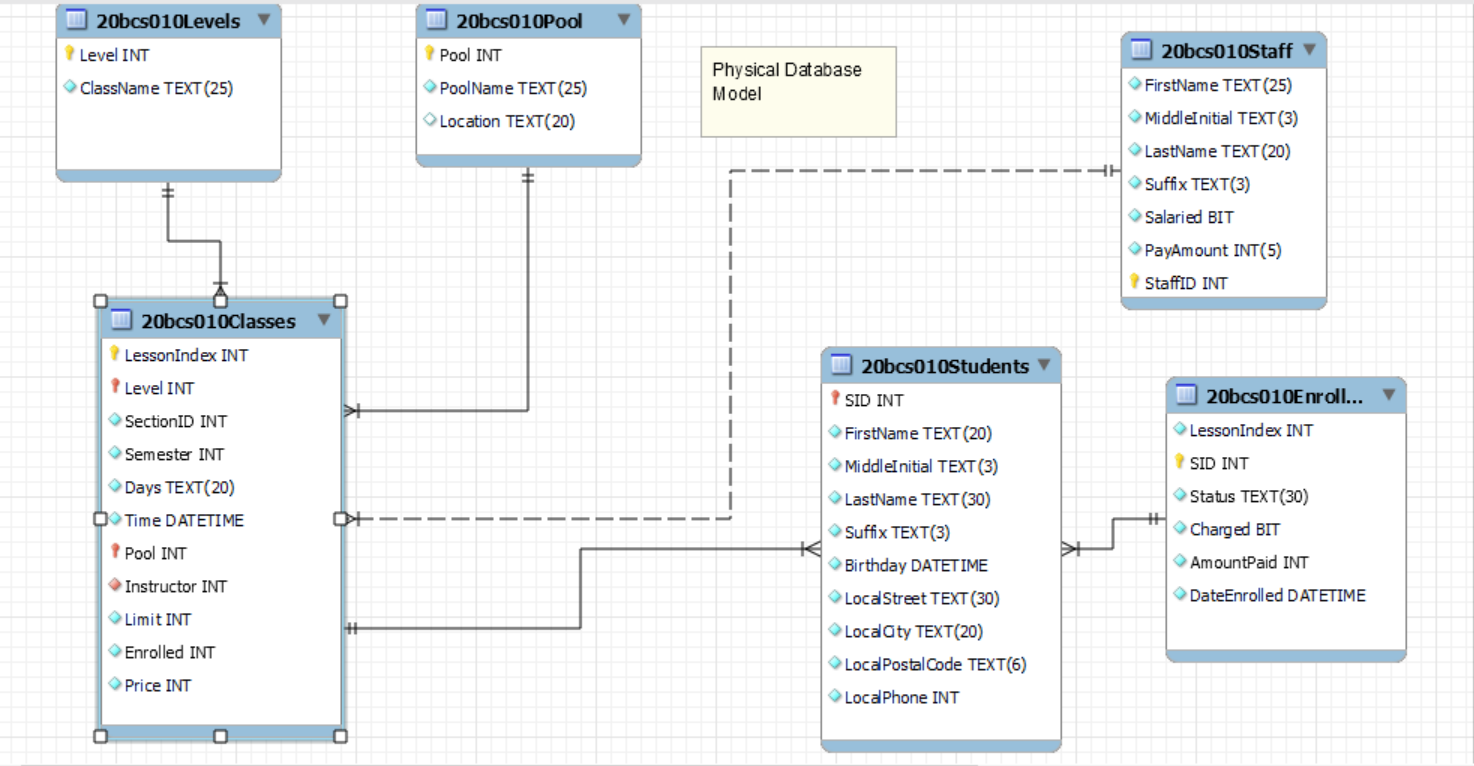 20bcs010Levels
Level INT
ClassName TEXT(25)
20bcs010Pool
Pool INT
PoolName TEXT(25)
Location TEXT(20)
Physical Database
Model
20bcs010Staff
FirstName TEXT(25)
MiddleInitial TEXT(3)
LastName TEXT(20)
Suffix TEXT(3)
Salaried BIT
PayAmount INT(5)
StaffID INT
20bcs010Classes
LessonIndex INT
Level INT
SectionID INT
Semester INT
Days TEXT(20)
Time DATETIME
Pool INT
Instructor INT
Limit INT
Enrolled INT
Price INT
20bcs010Students
SID INT
FirstName TEXT(20)
MiddleInitial TEXT(3)
LastName TEXT(30)
Suffix TEXT(3)
Birthday DATETIME
LocalStreet TEXT(30)
LocalCity TEXT(20)
LocalPostalCode TEXT(6)
LocalPhone INT
20bcs010Enroll...
LessonIndex INT
SID INT
Status TEXT(30)
Charged BIT
AmountPaid INT
DateEnrolled DATETIME